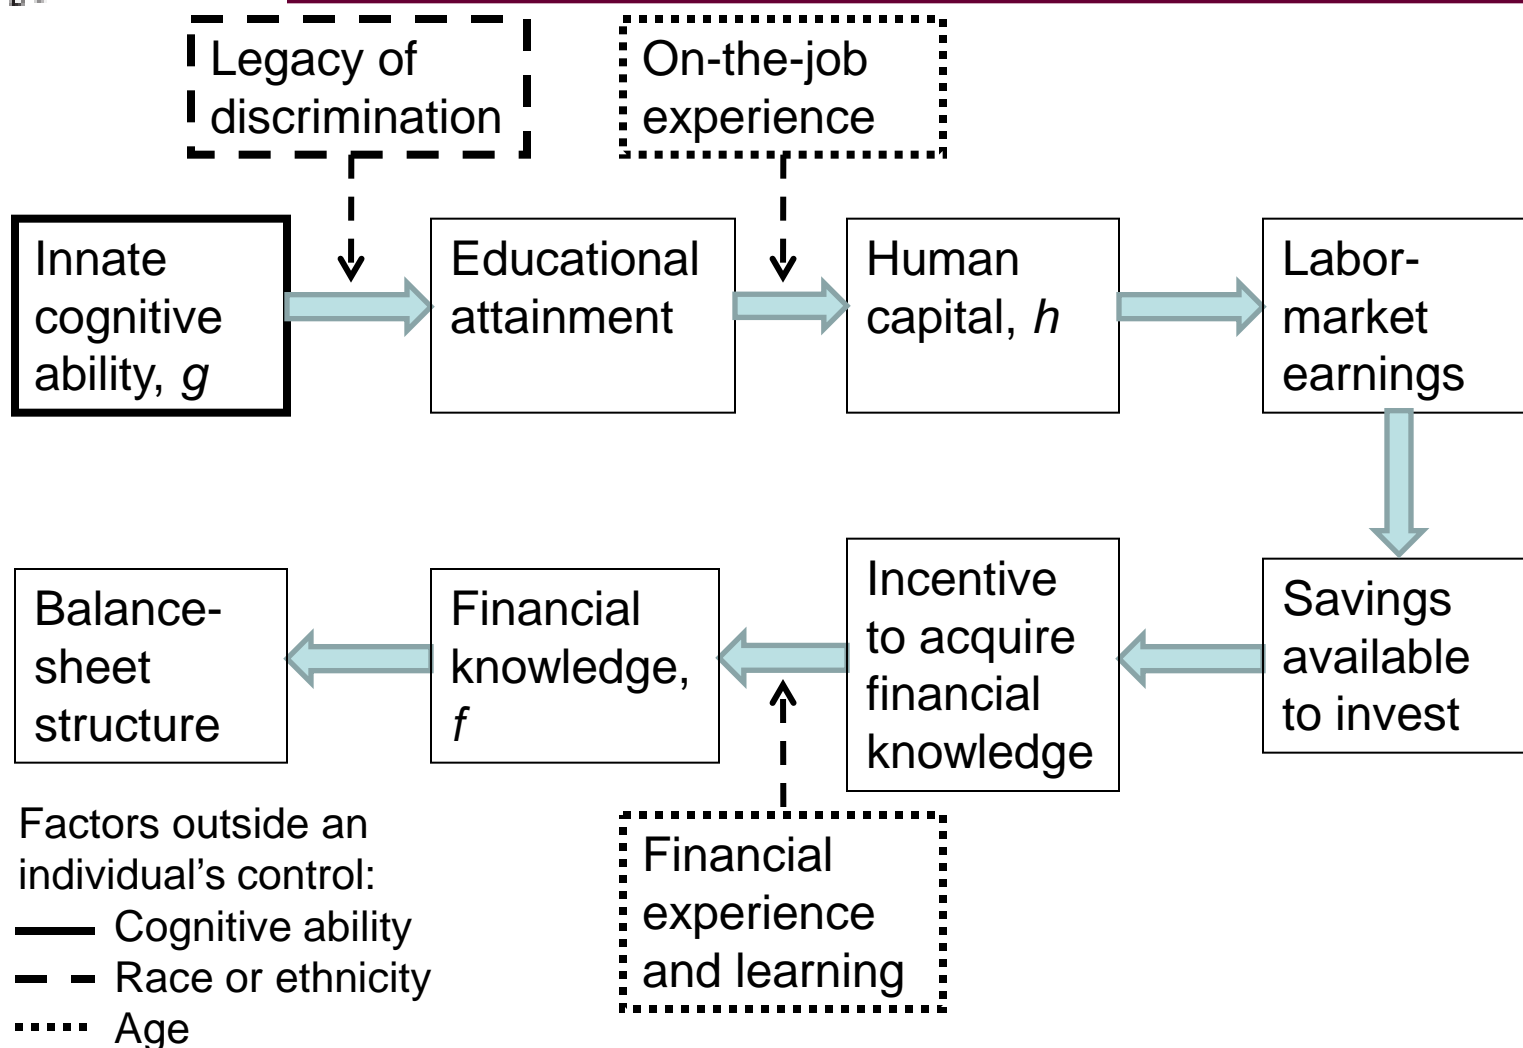 Legacy of
discrimination
On-the-job
experience
Innate
cognitive
ability, g
Educational
attainment
Human
capital, h
Labor-
market
earnings
Balance-
sheet
structure
Financial
knowledge,
f
Incentive
to acquire
financial
knowledge
Savings
available
to invest
Factors outside an
individual’s control:
Cognitive ability
Race or ethnicity
Age
Financial
experience
and learning